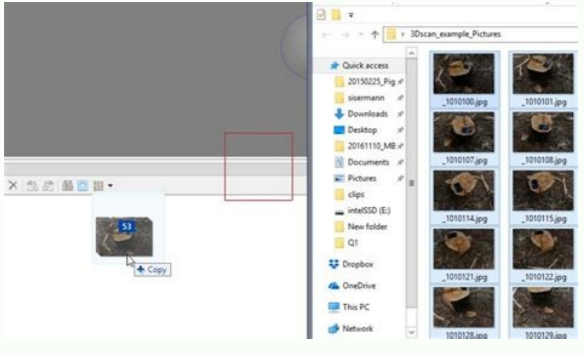 3Dscan_example_Pictures
Quick access
20150225_Pig
sisermann
Downloads
Desktop
20161110_MB
Documents
Pictures
clips
intelSSD (E:)
New folder
Q1
Dropbox
OneDrive
This PC
Network
_1010100.jpg
_1010101.jpg
_1010107.jpg
_1010108.jpg
_1010114.jpg
_1010115.jpg
_1010121.jpg
_1010122.jpg
_1010128.jpg
_1010129.jpg
53
Copy